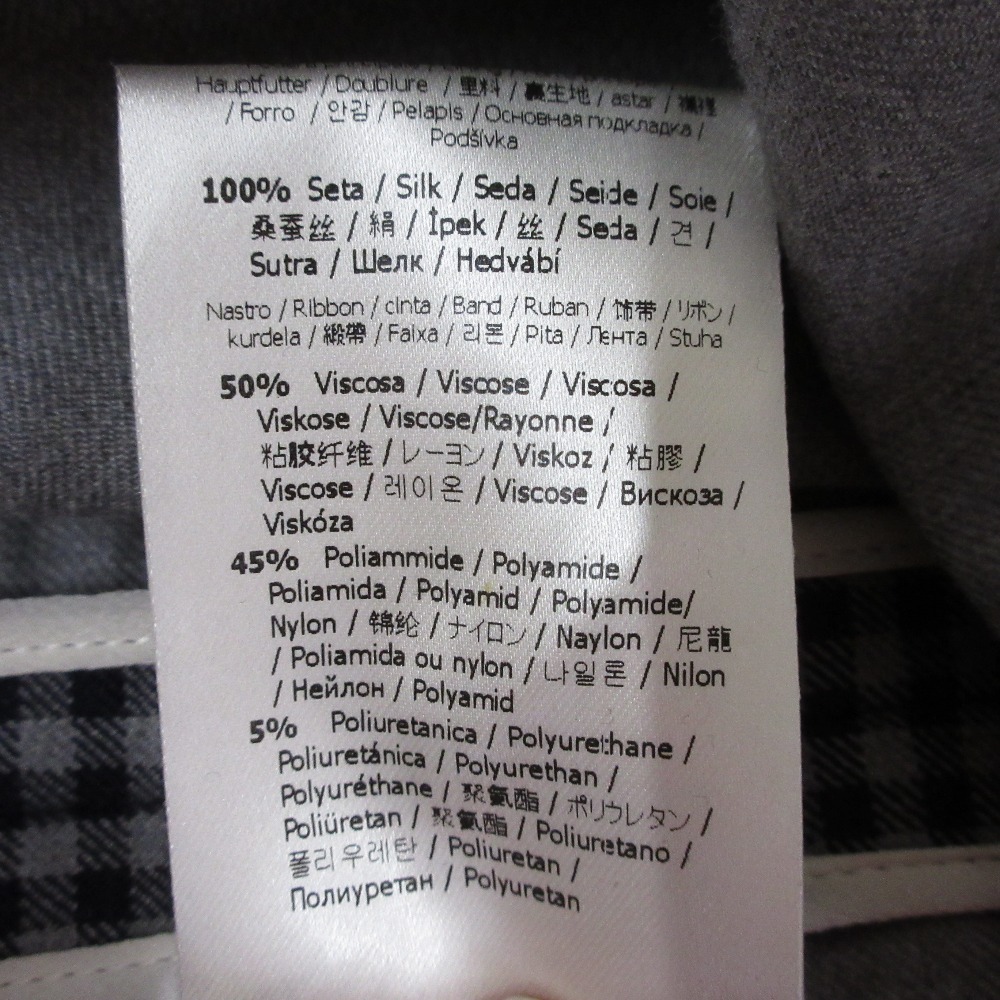 Hauptfutter / Doublure / 里料 / 裏生地 / astar /
/ Forro / 안감 / Pelapis / Основная подкладка /
Podšívka
100% Seta / Silk / Seda / Seide / Soie /
桑蚕丝 / 絹 / İpek / 丝 / Seda / 견 /
Sutra / Шелк / Hedvábí
Nastro / Ribbon / cinta / Band / Ruban / 饰带 / リボン /
kurdela / 緞帶 / Faixa / 리본 / Pita / Лента / Stuha
50% Viscosa / Viscose / Viscosa /
Viskose / Viscose/Rayonne /
粘胶纤维 / レーヨン / Viskoz / 粘膠 /
Viscose / 레이온 / Viscose / Вискоза /
Viskóza
45% Poliammide / Polyamide /
Poliamida / Polyamid / Polyamide/
Nylon / 锦纶 / ナイロン / Naylon / 尼龍
/ Poliamida ou nylon / 나일론 / Nilon
/ Нейлон / Polyamid
5% Poliuretanica / Polyurethane /
Poliuretánica / Polyurethan /
Polyuréthane / 聚氨酯 / ポリウレタン /
Poliüretan / 聚氨酯 / Poliuretano /
폴리우레탄 / Poliuretan /
Полиуретан / Polyuretan